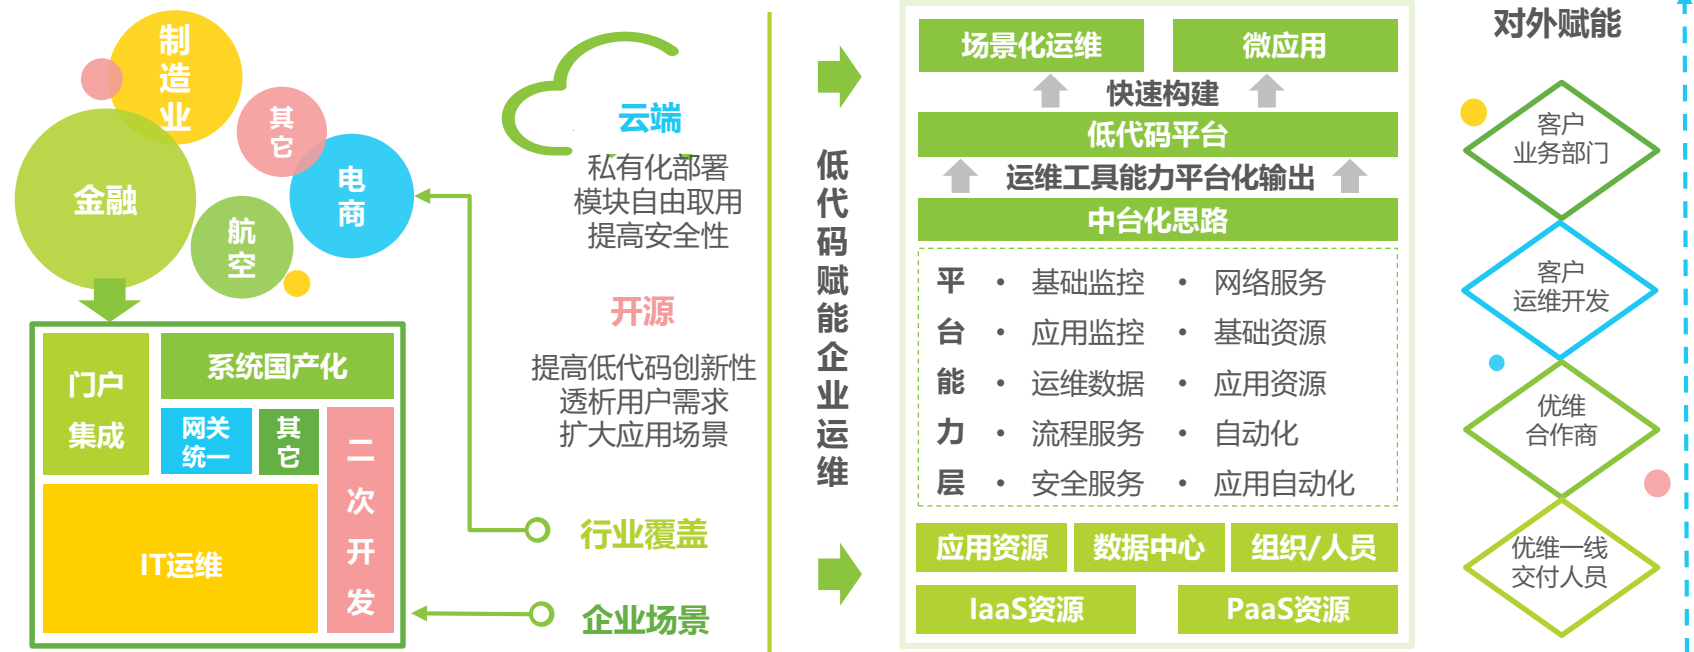 制造业
其它
金融
电商
航空
门户
集成
系统国产化
网关
统一
其它
二次开发
IT运维
云端
私有化部署
模块自由取用
提高安全性
开源
提高低代码创新性
透析用户需求
扩大应用场景
行业覆盖
企业场景
低代码赋能企业运维
场景化运维
微应用
快速构建
低代码平台
运维工具能力平台化输出
中台化思路
平台能力层
• 基础监控 • 网络服务
• 应用监控 • 基础资源
• 运维数据 • 应用资源
• 流程服务 • 自动化
• 安全服务 • 应用自动化
应用资源
数据中心
组织/人员
IaaS资源
PaaS资源
对外赋能
客户
业务部门
客户
运维开发
优维
合作商
优维一线
交付人员